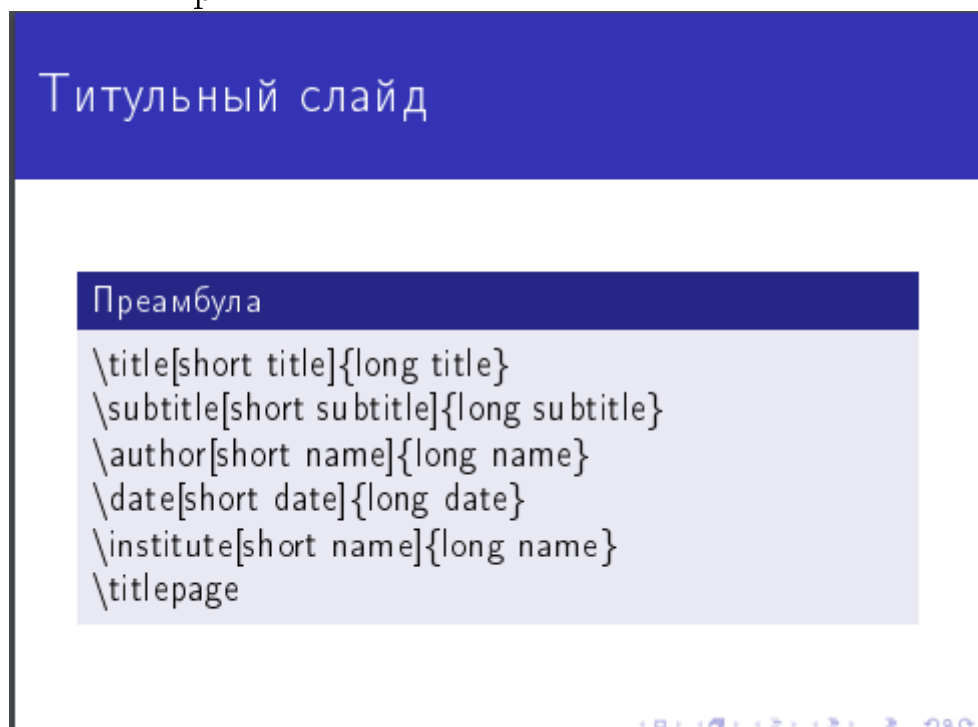 Титульный слайд
Преамбула
\title[short title]{long title}
\subtitle[short subtitle]{long subtitle}
\author[short name]{long name}
\date[short date]{long date}
\institute[short name]{long name}
\titlepage